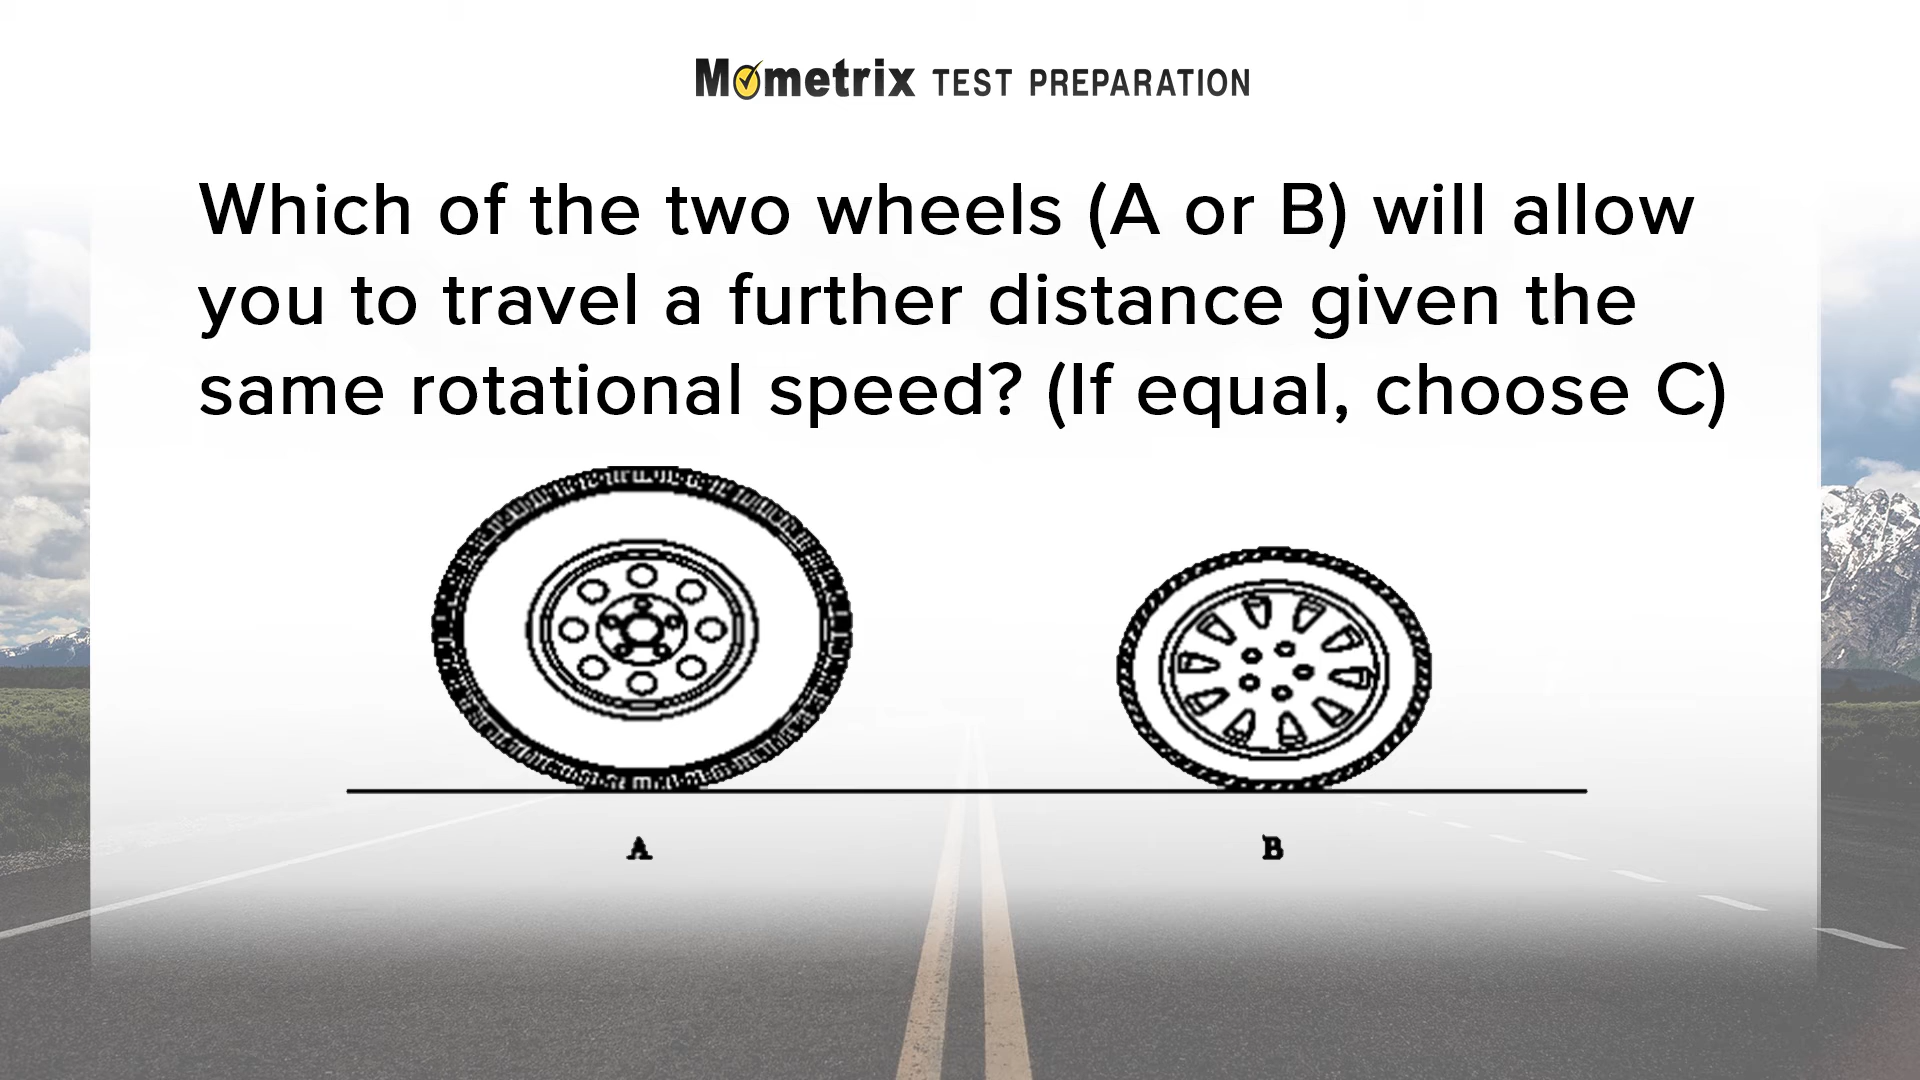 Mometrix TEST PREPARATION
Which of the two wheels (A or B) will allow
you to travel a further distance given the
same rotational speed? (If equal, choose C)
A
B